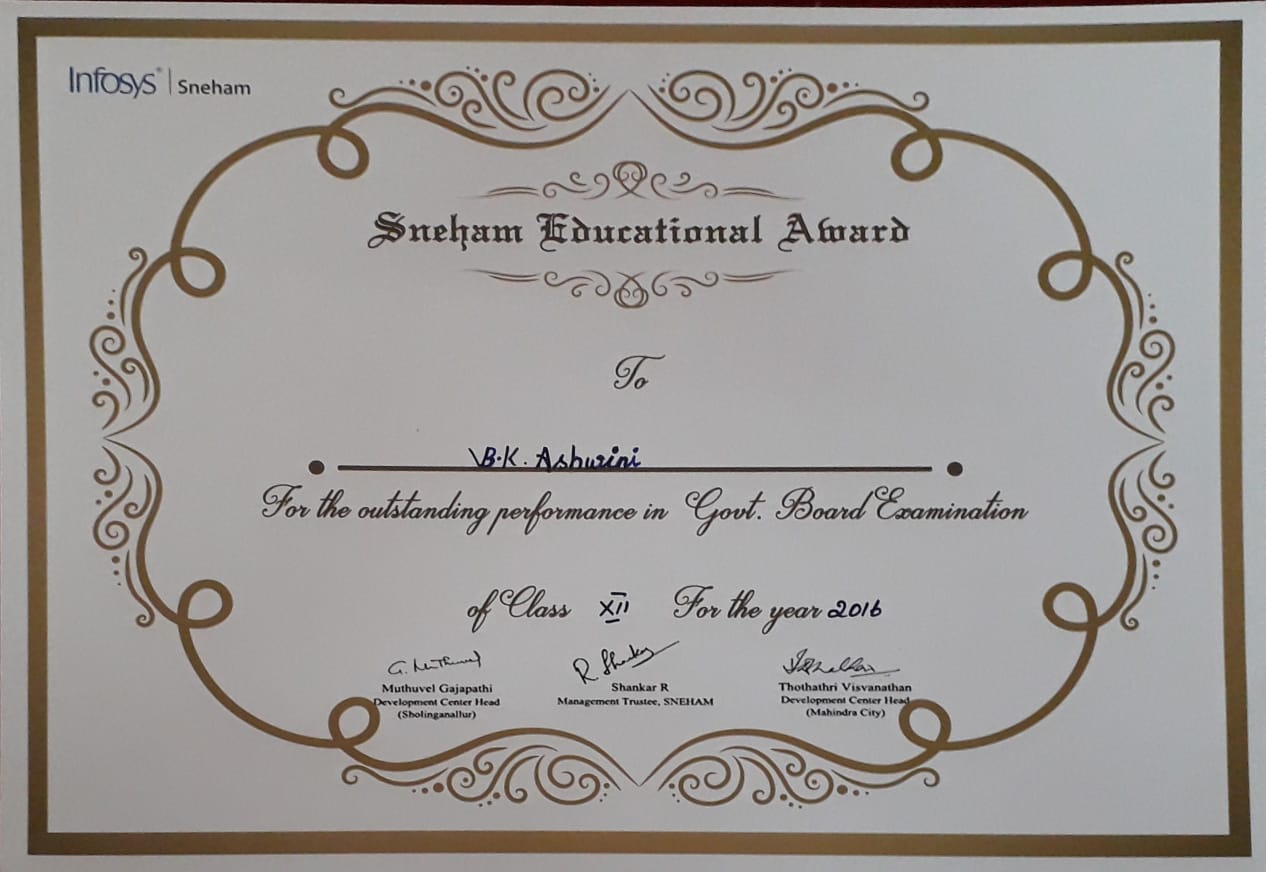 Infosys® | Sneham
Sneham Educational Award
To
B.K. Ashwini
For the outstanding performance in Govt. Board Examination
of Class XII For the year 2016
G. Muthuvel
R Shankar
Muthuvel Gajapathi
Development Center Head
(Sholinganallur)
Shankar R
Management Trustee, SNEHAM
Thothathri Visvanathan
Development Center Head
(Mahindra City)